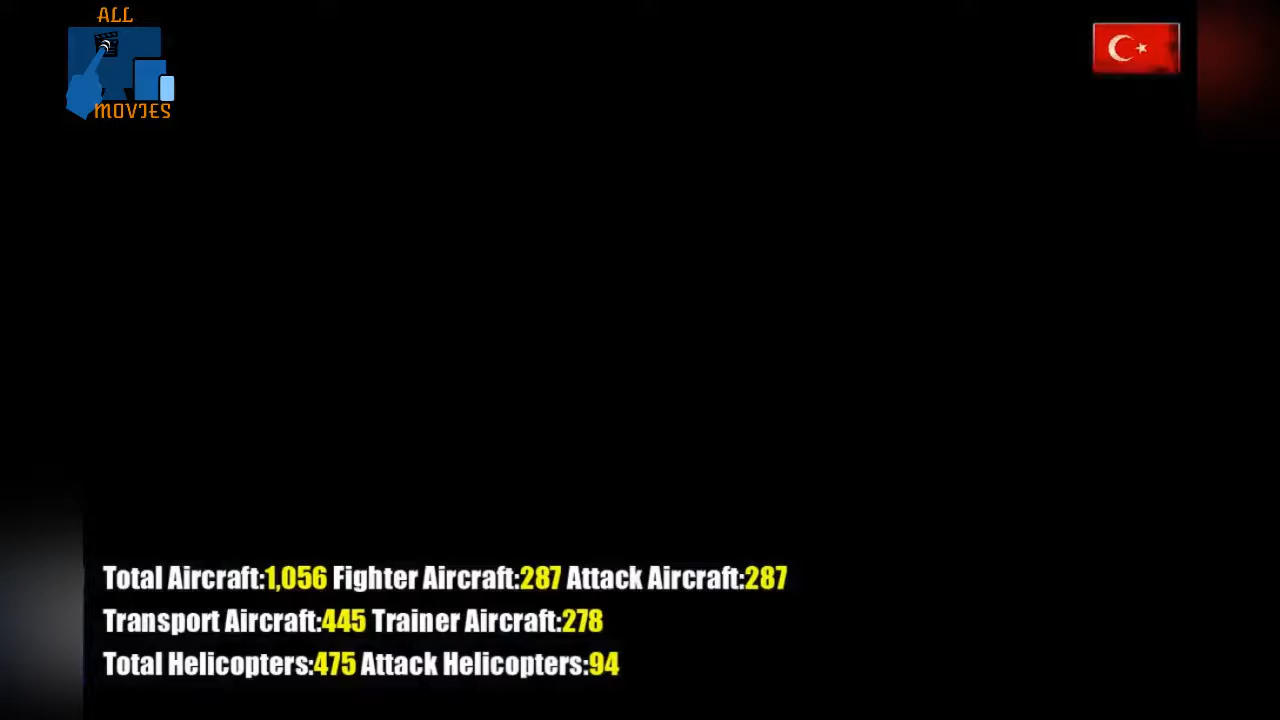 ALL
MOVIES
Total Aircraft:1,056 Fighter Aircraft:287 Attack Aircraft:287
Transport Aircraft:445 Trainer Aircraft:278
Total Helicopters:475 Attack Helicopters:94